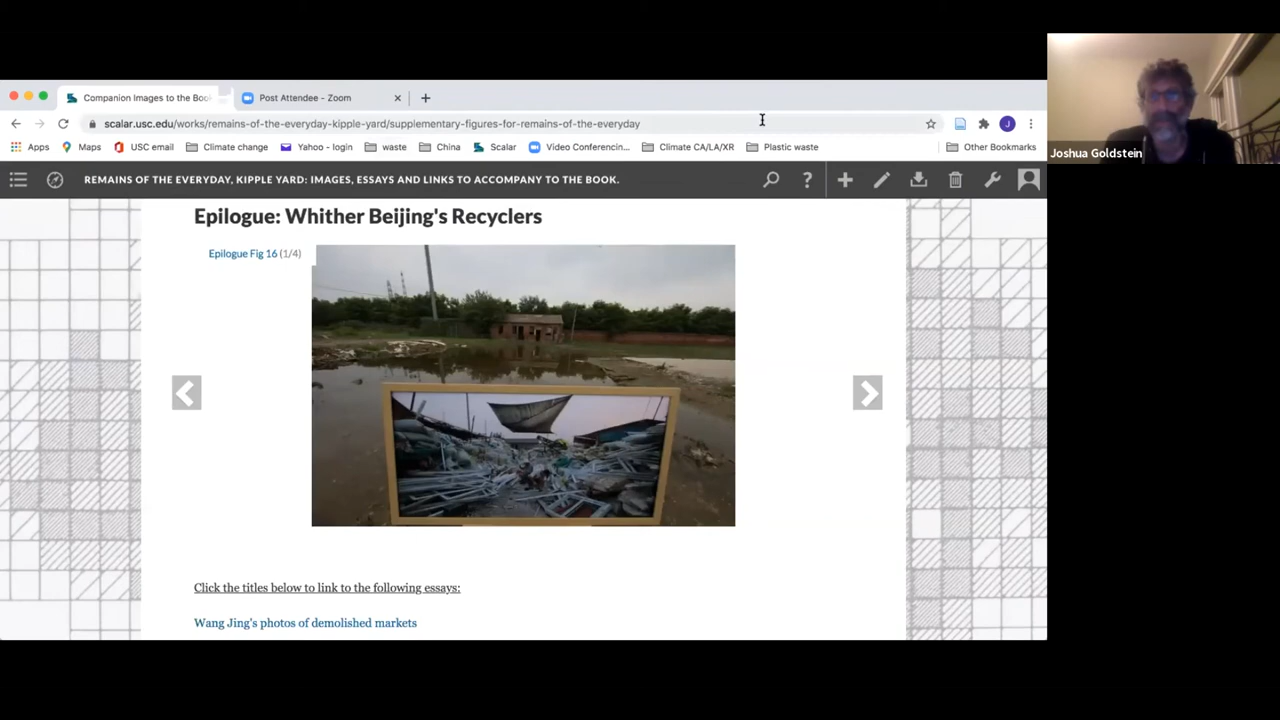 Companion Images to the Book
Post Attendee - Zoom
scalar.usc.edu/works/remains-of-the-everyday-kipple-yard/supplementary-figures-for-remains-of-the-everyday
J
Apps
Maps
USC email
Climate change
Yahoo - login
waste
China
Scalar
Video Conferencin...
Climate CA/LA/XR
Plastic waste
Other Bookmarks
Joshua Goldstein
REMAINS OF THE EVERYDAY, KIPPLE YARD: IMAGES, ESSAYS AND LINKS TO ACCOMPANY TO THE BOOK.
Epilogue: Whither Beijing's Recyclers
Epilogue Fig 16 (1/4)
Click the titles below to link to the following essays:
Wang Jing's photos of demolished markets